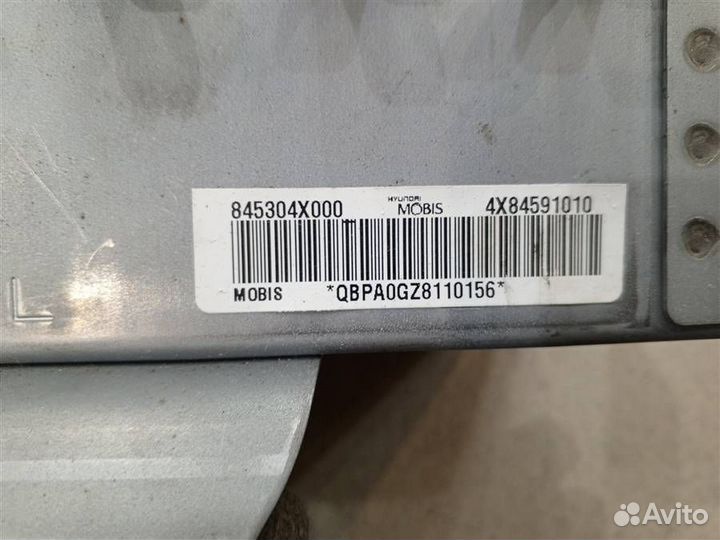 845304X000 HYUNDAI MOBIS 4X84591010
MOBIS *QBPA0GZ8110156*
L
Avito